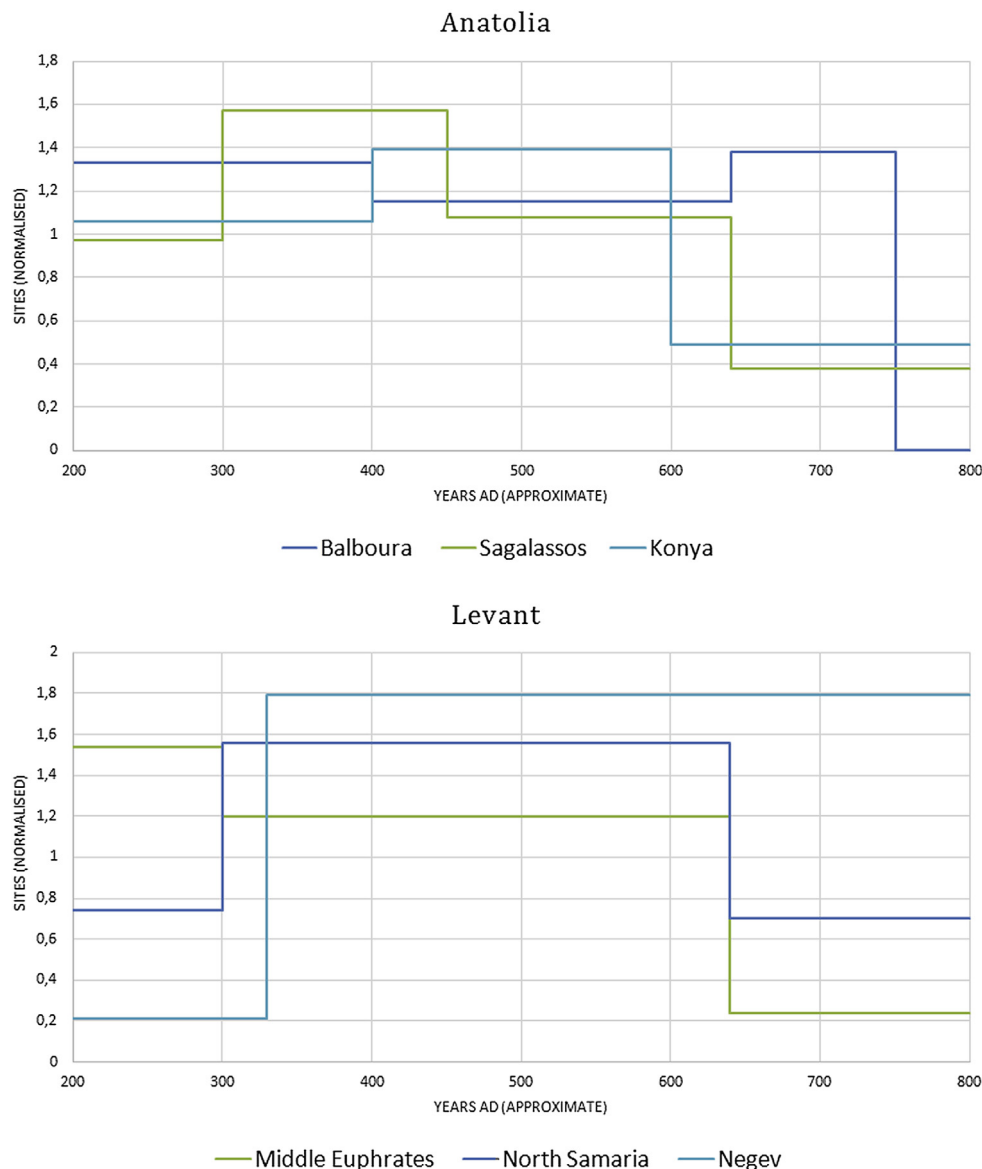 Anatolia
1,8
1,6
1,4
1,2
1
0,8
0,6
0,4
0,2
0
SITES (NORMALISED)
200 300 400 500 600 700 800
YEARS AD (APPROXIMATE)
Balboura Sagalassos Konya
Levant
2
1,8
1,6
1,4
1,2
1
0,8
0,6
0,4
0,2
0
SITES (NORMALISED)
200 300 400 500 600 700 800
YEARS AD (APPROXIMATE)
Middle Euphrates North Samaria Negev